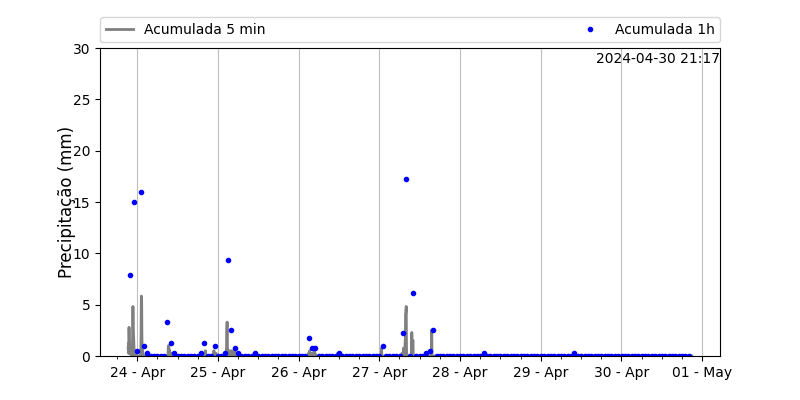 Acumulada 5 min
Acumulada 1h
2024-04-30 21:17
Precipitação (mm)
30
25
20
15
10
5
0
24 - Apr
25 - Apr
26 - Apr
27 - Apr
28 - Apr
29 - Apr
30 - Apr
01 - May